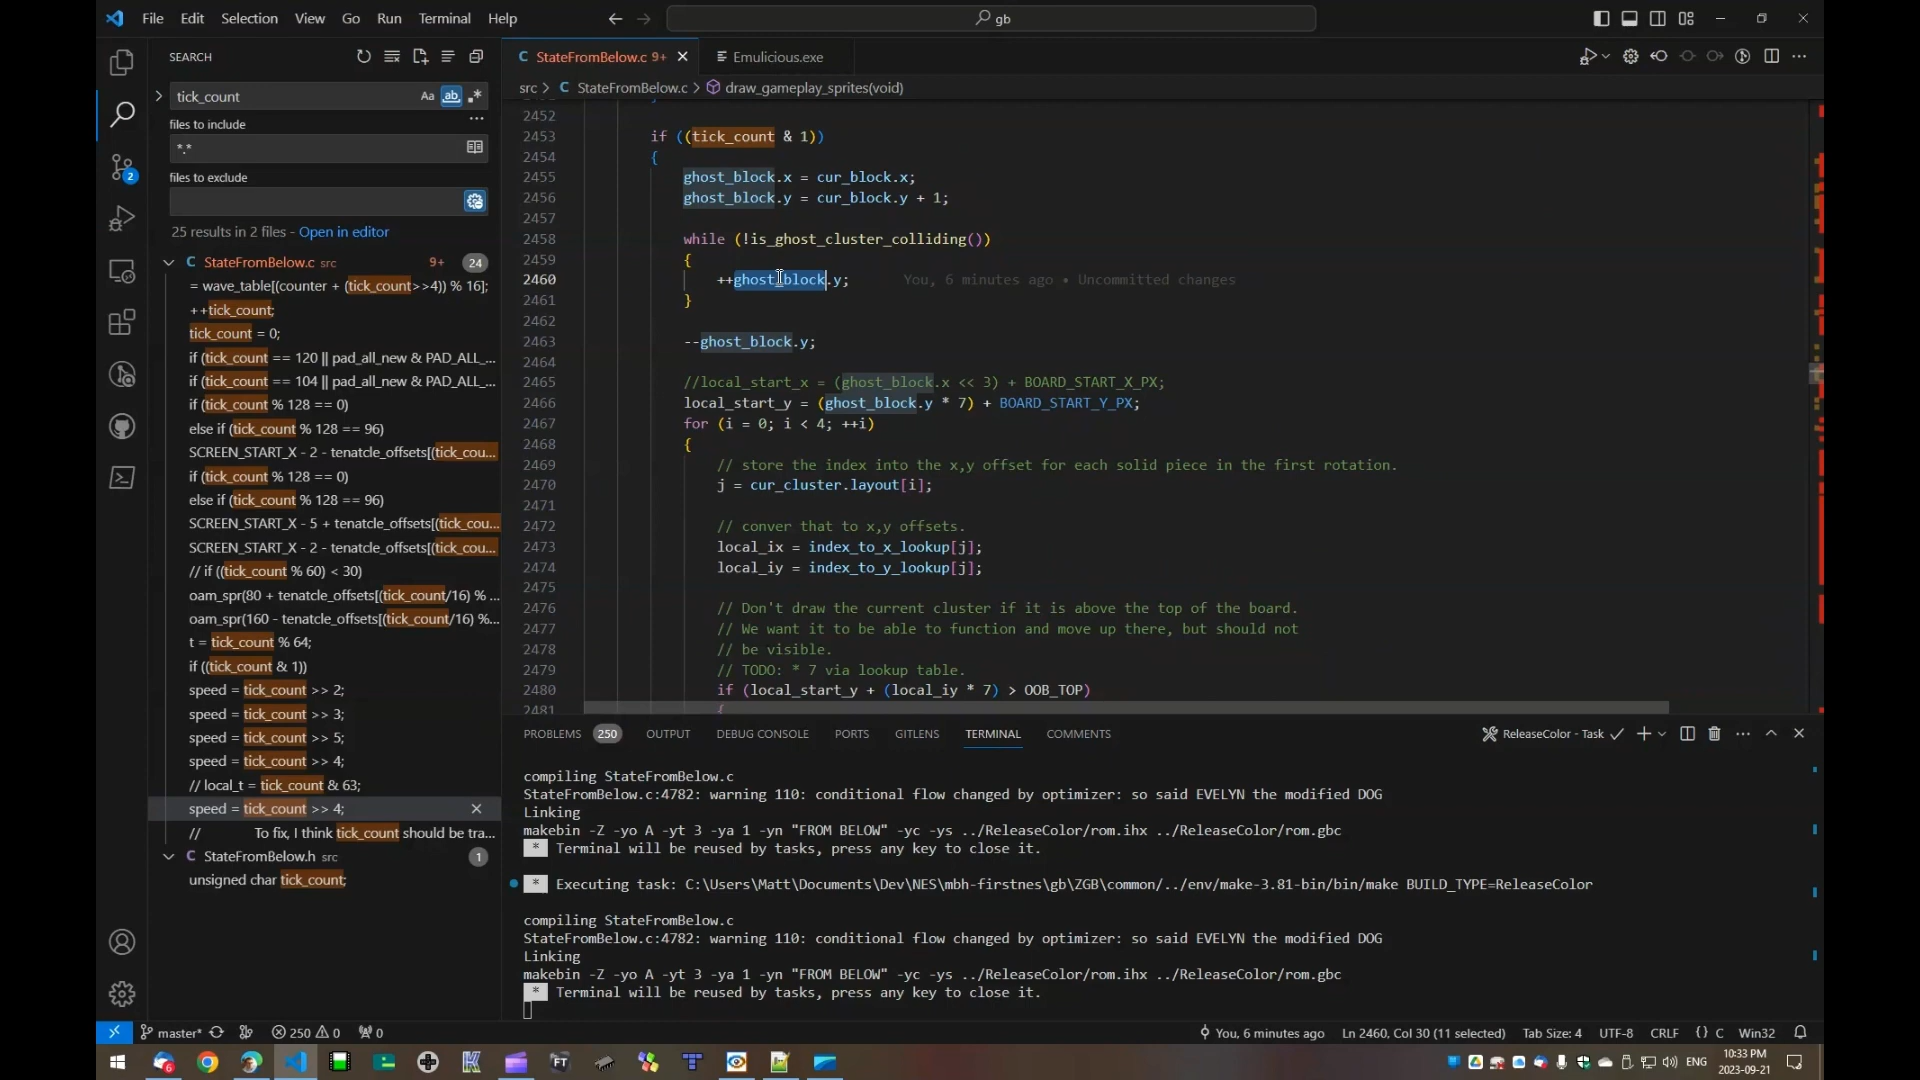 File Edit Selection View Go Run Terminal Help
gb
SEARCH
tick_count
Aa ab
files to include
*.*
files to exclude
25 results in 2 files - Open in editor
C StateFromBelow.c src 9+ 24
= wave_table[(counter + (tick_count>>4)) % 16];
++tick_count;
tick_count = 0;
if (tick_count == 120 || pad_all_new & PAD_ALL_...
if (tick_count == 104 || pad_all_new & PAD_ALL_...
if (tick_count % 128 == 0)
else if (tick_count % 128 == 96)
SCREEN_START_X - 2 - tenatcle_offsets[(tick_cou...
if (tick_count % 128 == 0)
else if (tick_count % 128 == 96)
SCREEN_START_X - 5 + tenatcle_offsets[(tick_cou...
SCREEN_START_X - 2 - tenatcle_offsets[(tick_cou...
// if ((tick_count % 60) < 30)
oam_spr(80 + tenatcle_offsets[(tick_count/16) % ...
oam_spr(160 - tenatcle_offsets[(tick_count/16) %...
t = tick_count % 64;
if ((tick_count & 1))
speed = tick_count >> 2;
speed = tick_count >> 3;
speed = tick_count >> 5;
speed = tick_count >> 4;
// local_t = tick_count & 63;
speed = tick_count >> 4;
// To fix, I think tick_count should be tra...
C StateFromBelow.h src 1
unsigned char tick_count;
2
C StateFromBelow.c 9+
Emulicious.exe
src > C StateFromBelow.c > draw_gameplay_sprites(void)
2452
2453 if ((tick_count & 1))
2454 {
2455 ghost_block.x = cur_block.x;
2456 ghost_block.y = cur_block.y + 1;
2457
2458 while (!is_ghost_cluster_colliding())
2459 {
2460 ++ghost_block.y; You, 6 minutes ago • Uncommitted changes
2461 }
2462
2463 --ghost_block.y;
2464
2465 //local_start_x = (ghost_block.x << 3) + BOARD_START_X_PX;
2466 local_start_y = (ghost_block.y * 7) + BOARD_START_Y_PX;
2467 for (i = 0; i < 4; ++i)
2468 {
2469 // store the index into the x,y offset for each solid piece in the first rotation.
2470 j = cur_cluster.layout[i];
2471
2472 // conver that to x,y offsets.
2473 local_ix = index_to_x_lookup[j];
2474 local_iy = index_to_y_lookup[j];
2475
2476 // Don't draw the current cluster if it is above the top of the board.
2477 // We want it to be able to function and move up there, but should not
2478 // be visible.
2479 // TODO: * 7 via lookup table.
2480 if (local_start_y + (local_iy * 7) > OOB_TOP)
2481 {
PROBLEMS 250 OUTPUT DEBUG CONSOLE PORTS GITLENS TERMINAL COMMENTS
ReleaseColor - Task
compiling StateFromBelow.c
StateFromBelow.c:4782: warning 110: conditional flow changed by optimizer: so said EVELYN the modified DOG
Linking
makebin -Z -yo A -yt 3 -ya 1 -yn "FROM BELOW" -yc -ys ../ReleaseColor/rom.ihx ../ReleaseColor/rom.gbc
* Terminal will be reused by tasks, press any key to close it.
* Executing task: C:\Users\Matt\Documents\Dev\NES\mbh-firstnes\gb\ZGB\common/../env/make-3.81-bin/bin/make BUILD_TYPE=ReleaseColor
compiling StateFromBelow.c
StateFromBelow.c:4782: warning 110: conditional flow changed by optimizer: so said EVELYN the modified DOG
Linking
makebin -Z -yo A -yt 3 -ya 1 -yn "FROM BELOW" -yc -ys ../ReleaseColor/rom.ihx ../ReleaseColor/rom.gbc
* Terminal will be reused by tasks, press any key to close it.
master* 250 0 0
You, 6 minutes ago Ln 2460, Col 30 (11 selected) Tab Size: 4 UTF-8 CRLF {} C Win32
6 K FT T
ENG
10:33 PM
2023-09-21